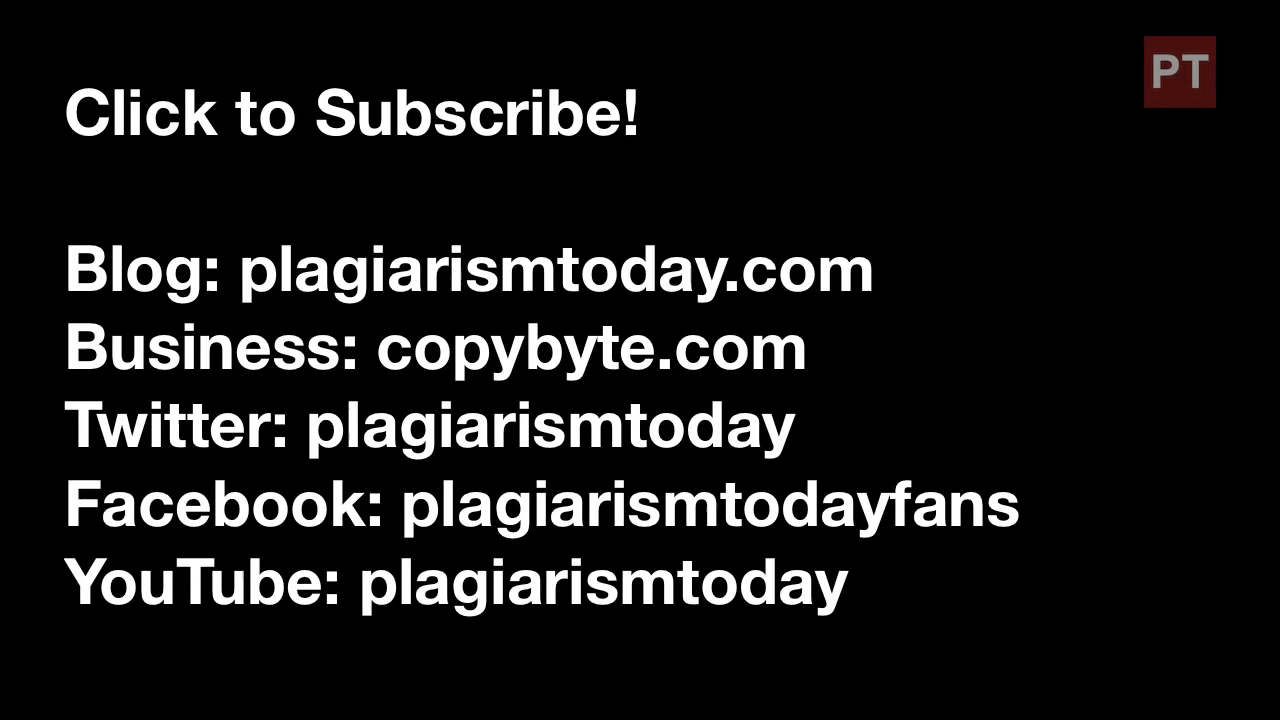 PT
Click to Subscribe!
Blog: plagiarismtoday.com
Business: copybyte.com
Twitter: plagiarismtoday
Facebook: plagiarismtodayfans
YouTube: plagiarismtoday